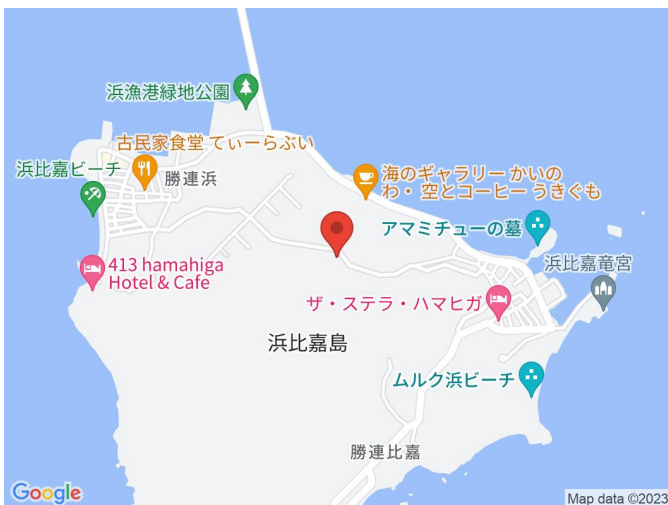 浜漁港緑地公園
古民家食堂 てぃーらぶい
浜比嘉ビーチ
勝連浜
海のギャラリー かいの
わ・ 空とコーヒー うきぐも
アマミチューの墓
浜比嘉竜宮
413 hamahiga
Hotel & Cafe
ザ・ステラ・ハマヒガ
浜比嘉島
ムルク浜ビーチ
勝連比嘉
Google
Map data ©2023